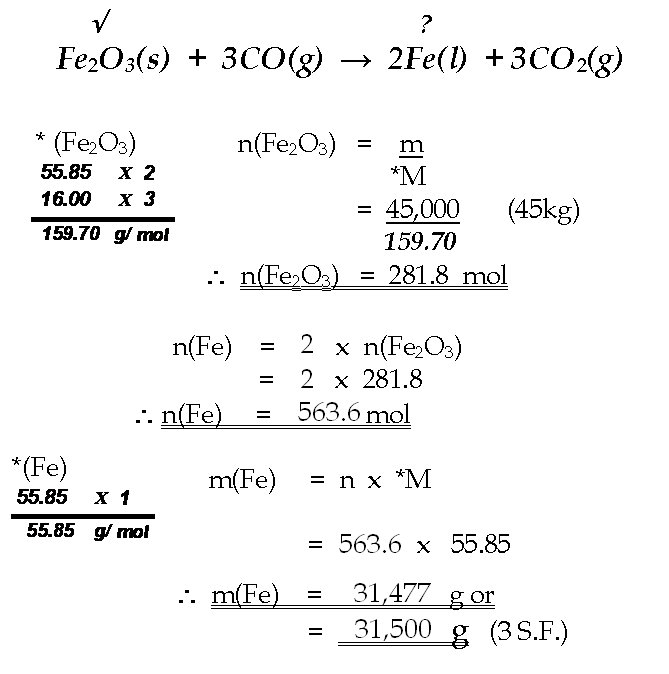 √ ?
Fe₂O₃(s) + 3CO(g) → 2Fe(l) + 3CO₂(g)
* (Fe₂O₃) n(Fe₂O₃) = m
55.85 X 2 *M
16.00 X 3 = 45,000 (45kg)
159.70 g/mol 159.70
∴ n(Fe₂O₃) = 281.8 mol
n(Fe) = 2 x n(Fe₂O₃)
= 2 x 281.8
∴ n(Fe) = 563.6 mol
*(Fe) m(Fe) = n x *M
55.85 X 1
55.85 g/mol = 563.6 x 55.85
∴ m(Fe) = 31,477 g or
= 31,500 g (3 S.F.)